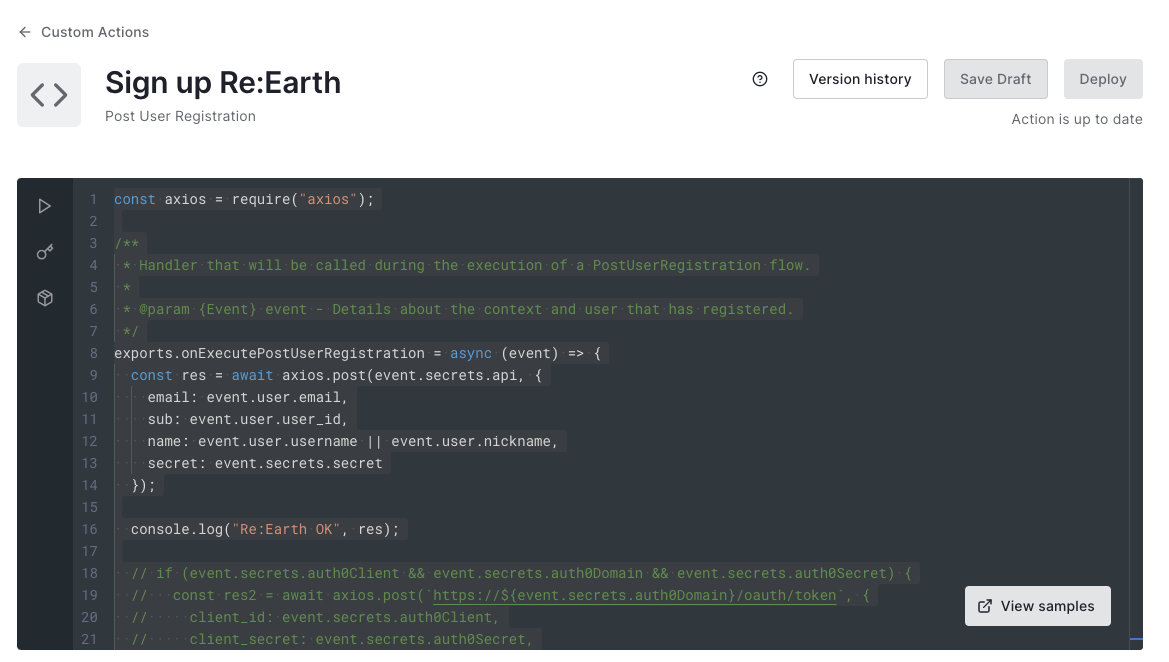 ← Custom Actions
Sign up Re:Earth
Post User Registration
Version history
Save Draft
Deploy
Action is up to date
1 const axios = require("axios");
2
3 /**
4  * Handler that will be called during the execution of a PostUserRegistration flow.
5  *
6  * @param {Event} event - Details about the context and user that has registered.
7  */
8 exports.onExecutePostUserRegistration = async (event) => {
9   const res = await axios.post(event.secrets.api, {
10     email: event.user.email,
11     sub: event.user.user_id,
12     name: event.user.username || event.user.nickname,
13     secret: event.secrets.secret
14   });
15
16   console.log("Re:Earth OK", res);
17
18   // if (event.secrets.auth0Client && event.secrets.auth0Domain && event.secrets.auth0Secret) {
19   //   const res2 = await axios.post(`https://${event.secrets.auth0Domain}/oauth/token`, {
20   //     client_id: event.secrets.auth0Client,
21   //     client_secret: event.secrets.auth0Secret,
View samples